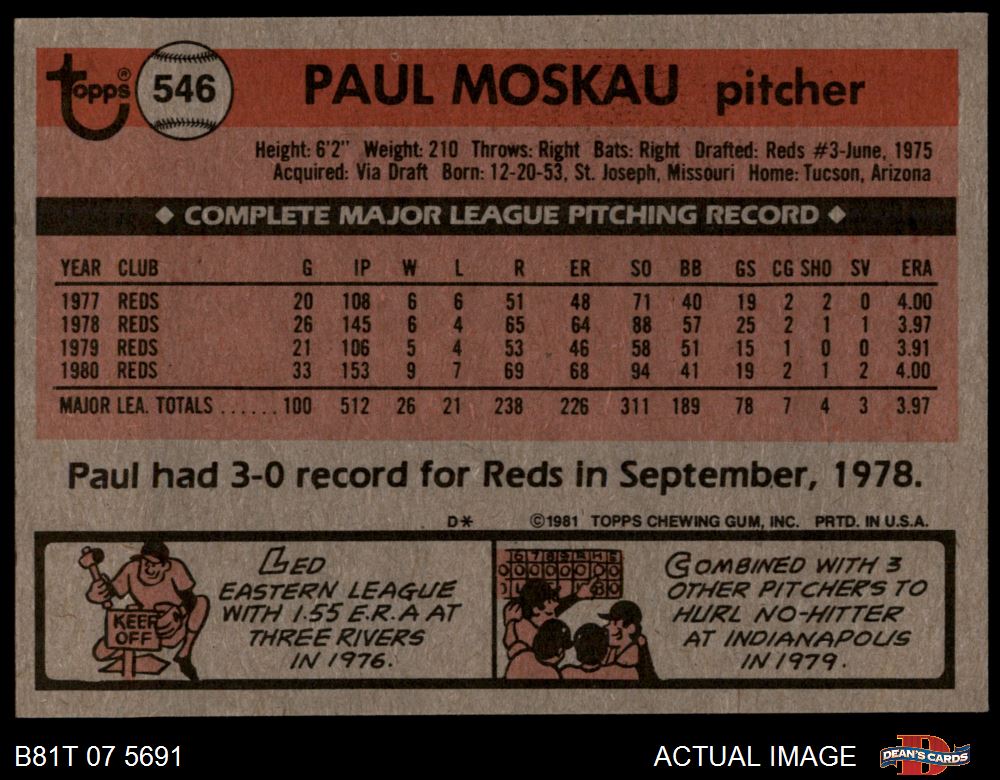 topps® 546 PAUL MOSKAU pitcher
Height: 6'2" Weight: 210 Throws: Right Bats: Right Drafted: Reds #3-June, 1975
Acquired: Via Draft Born: 12-20-53, St. Joseph, Missouri Home: Tucson, Arizona
◆ COMPLETE MAJOR LEAGUE PITCHING RECORD ◆
YEAR CLUB G IP W L R ER SO BB GS CG SHO SV ERA
1977 REDS 20 108 6 6 51 48 71 40 19 2 2 0 4.00
1978 REDS 26 145 6 4 65 64 88 57 25 2 1 1 3.97
1979 REDS 21 106 5 4 53 46 58 51 15 1 0 0 3.91
1980 REDS 33 153 9 7 69 68 94 41 19 2 1 2 4.00
MAJOR LEA. TOTALS ...... 100 512 26 21 238 226 311 189 78 7 4 3 3.97
Paul had 3-0 record for Reds in September, 1978.
D* ©1981 TOPPS CHEWING GUM, INC. PRTD. IN U.S.A.
KEEP
OFF
LED
EASTERN LEAGUE
WITH 1.55 E.R.A AT
THREE RIVERS
IN 1976.
6 7 8 9 R H E
COMBINED WITH 3
OTHER PITCHERS TO
HURL NO-HITTER
AT INDIANAPOLIS
IN 1979.
B81T 07 5691 ACTUAL IMAGE DEAN'S CARDS